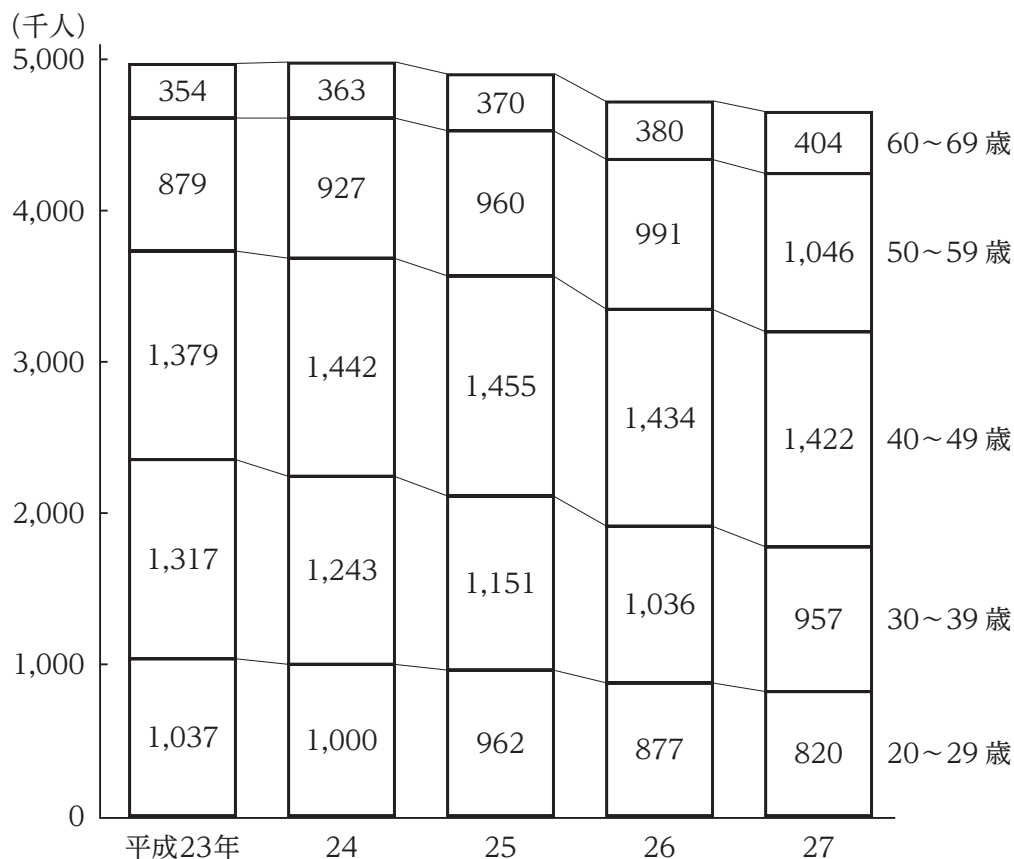 (千人)
5,000
4,000
3,000
2,000
1,000
0
354 363 370 380 404 60～69 歳
879 927 960 991 1,046 50～59 歳
1,379 1,442 1,455 1,434 1,422 40～49 歳
1,317 1,243 1,151 1,036 957 30～39 歳
1,037 1,000 962 877 820 20～29 歳
平成23年 24 25 26 27